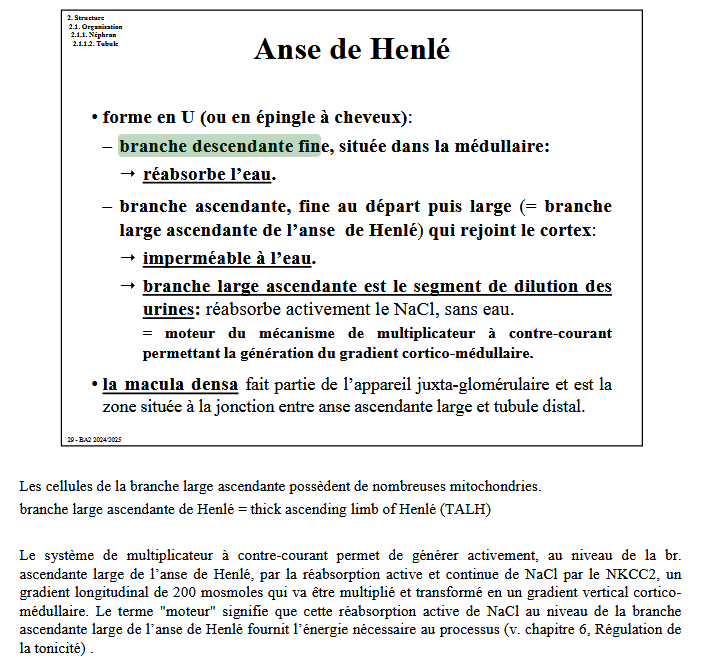 2. Structure
2.1. Organisation
2.1.1. Néphron
2.1.1.2. Tubule
Anse de Henlé
• forme en U (ou en épingle à cheveux):
– branche descendante fine, située dans la médullaire:
→ réabsorbe l’eau.
– branche ascendante, fine au départ puis large (= branche
large ascendante de l’anse de Henlé) qui rejoint le cortex:
→ imperméable à l’eau.
→ branche large ascendante est le segment de dilution des
urines: réabsorbe activement le NaCl, sans eau.
= moteur du mécanisme de multiplicateur à contre-courant
permettant la génération du gradient cortico-médullaire.
• la macula densa fait partie de l’appareil juxta-glomérulaire et est la
zone située à la jonction entre anse ascendante large et tubule distal.
29 - BA2 2024/2025
Les cellules de la branche large ascendante possèdent de nombreuses mitochondries.
branche large ascendante de Henlé = thick ascending limb of Henlé (TALH)
Le système de multiplicateur à contre-courant permet de générer activement, au niveau de la br.
ascendante large de l’anse de Henlé, par la réabsorption active et continue de NaCl par le NKCC2, un
gradient longitudinal de 200 mosmoles qui va être multiplié et transformé en un gradient vertical cortico-
médullaire. Le terme "moteur" signifie que cette réabsorption active de NaCl au niveau de la branche
ascendante large de l’anse de Henlé fournit l’énergie nécessaire au processus (v. chapitre 6, Régulation de
la tonicité) .